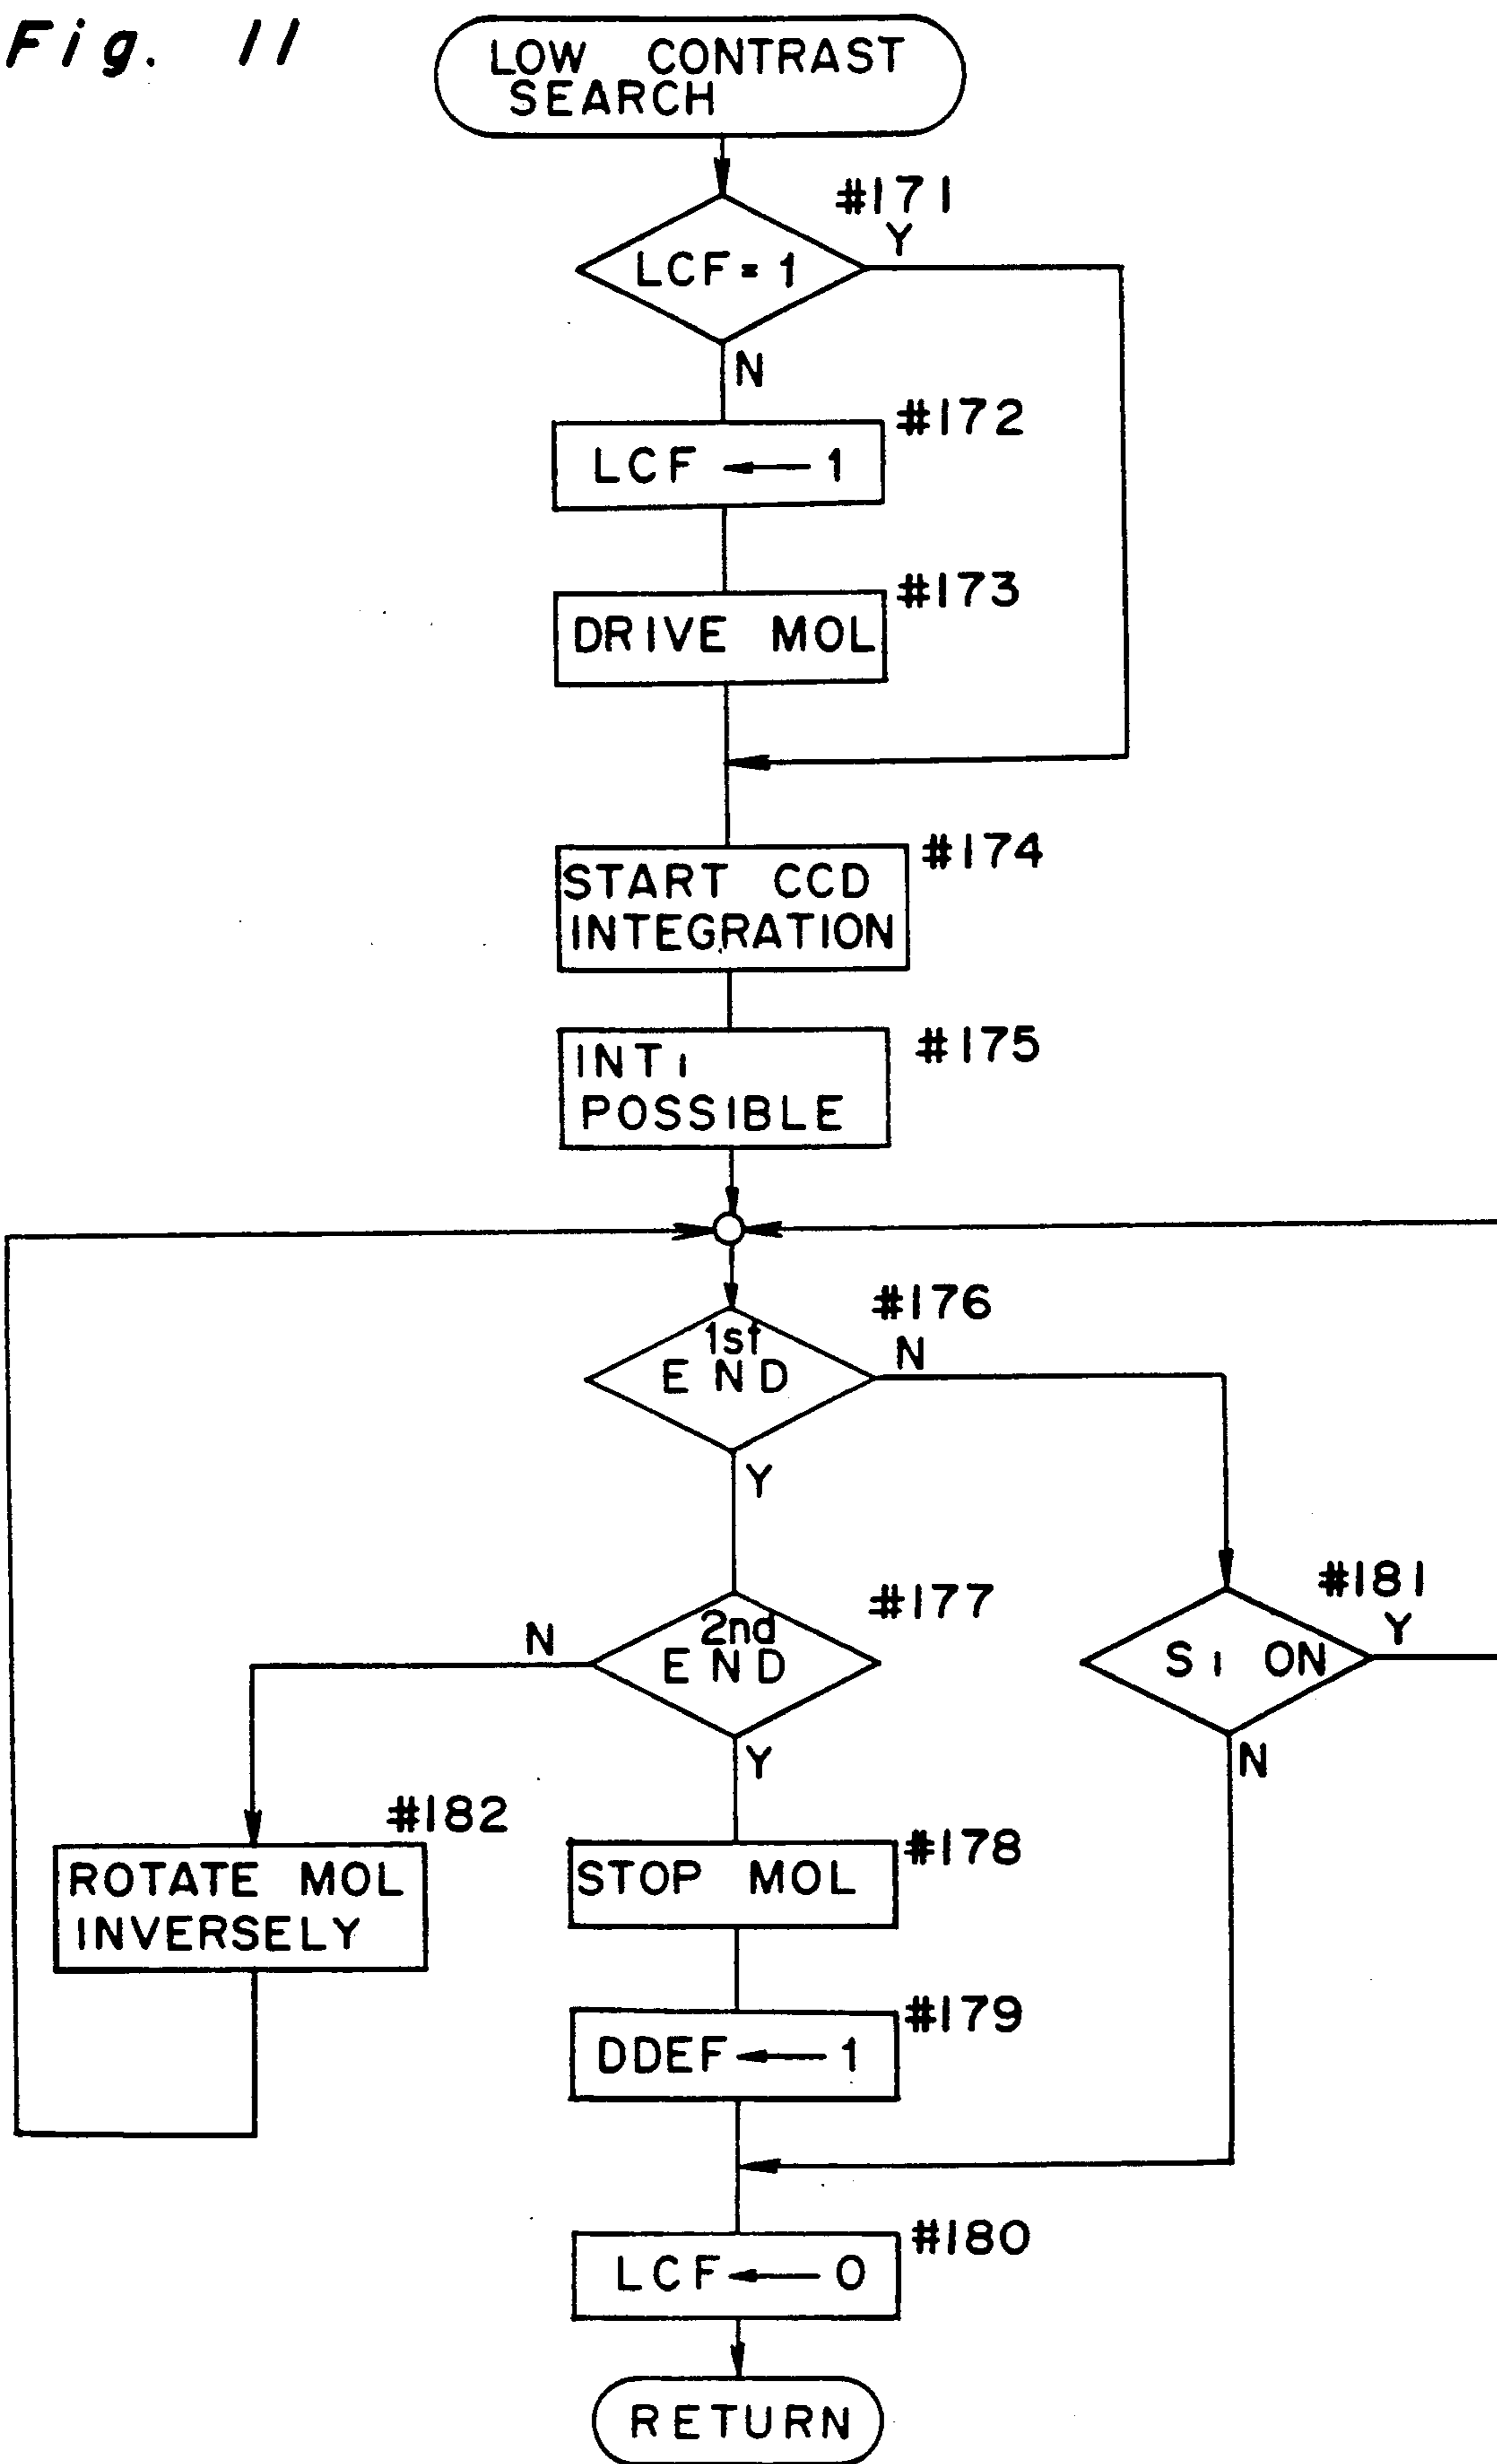 Fig. 11
LOW CONTRAST
SEARCH
#171
Y
LCF = 1
N
#172
LCF ← 1
#173
DRIVE MOL
#174
START CCD
INTEGRATION
#175
INT1
POSSIBLE
#176
1st
END
N
Y
#177
2nd
END
N
Y
#181
S1 ON
Y
N
#182
ROTATE MOL
INVERSELY
#178
STOP MOL
#179
DDEF ← 1
#180
LCF ← 0
RETURN